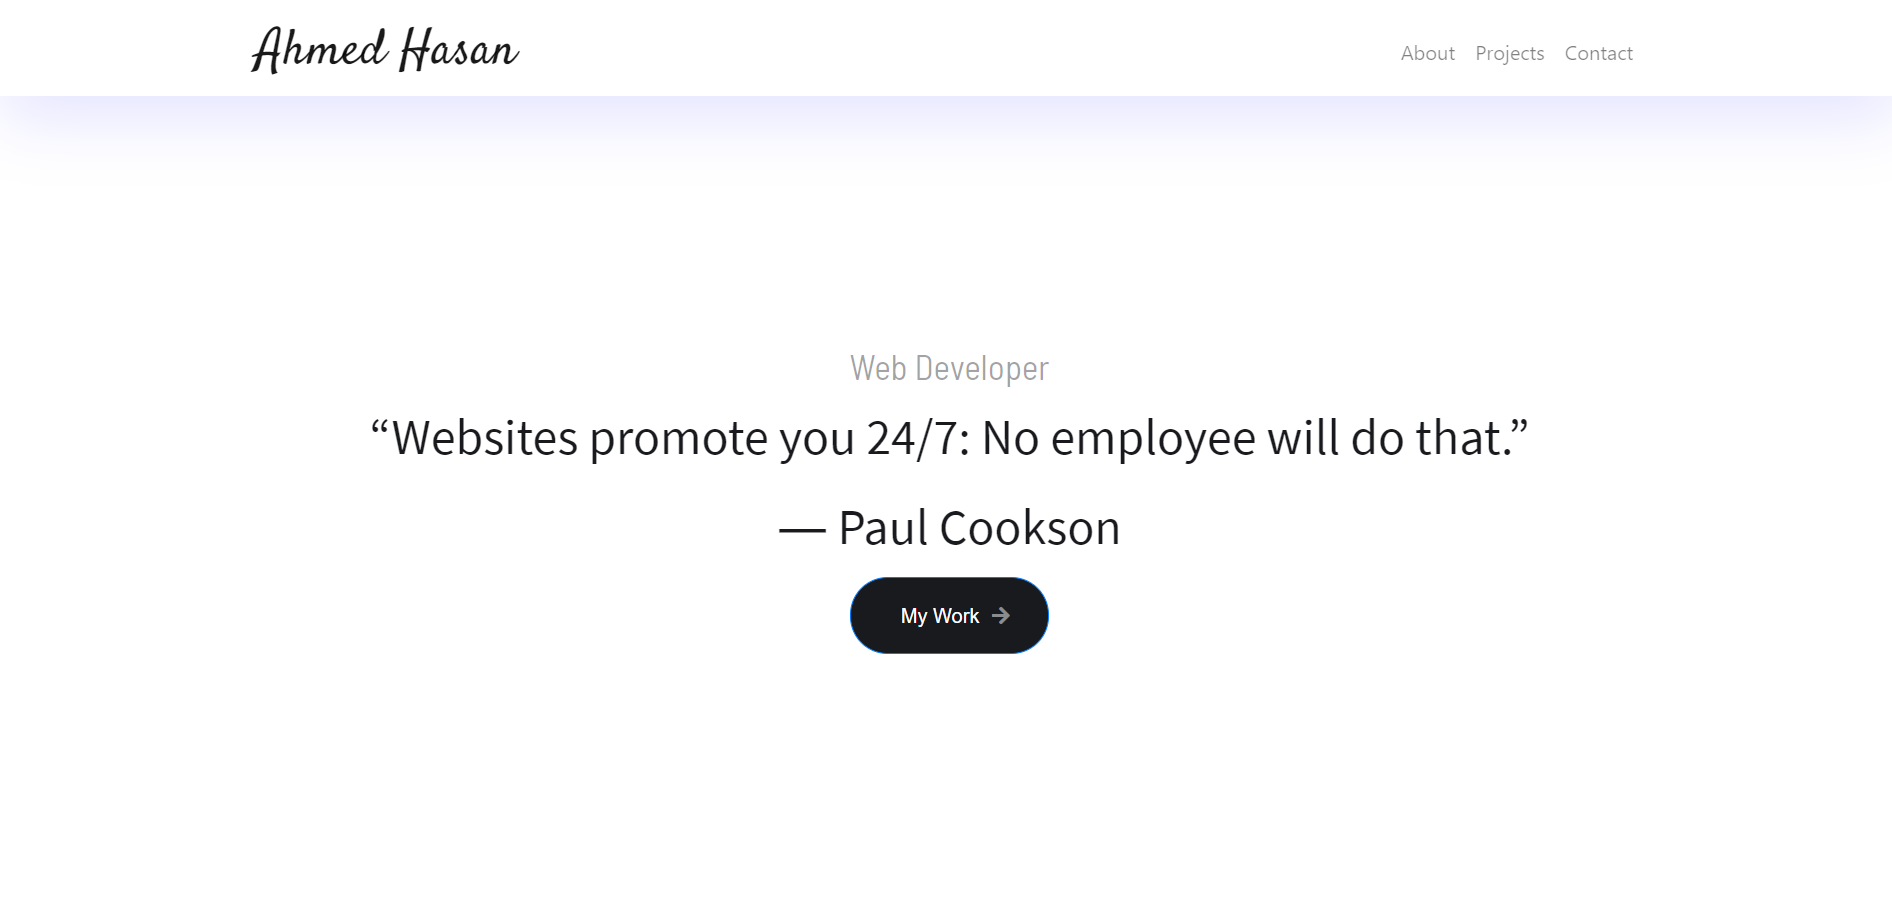 Ahmed Hasan
About Projects Contact
Web Developer
“Websites promote you 24/7: No employee will do that.”
— Paul Cookson
My Work